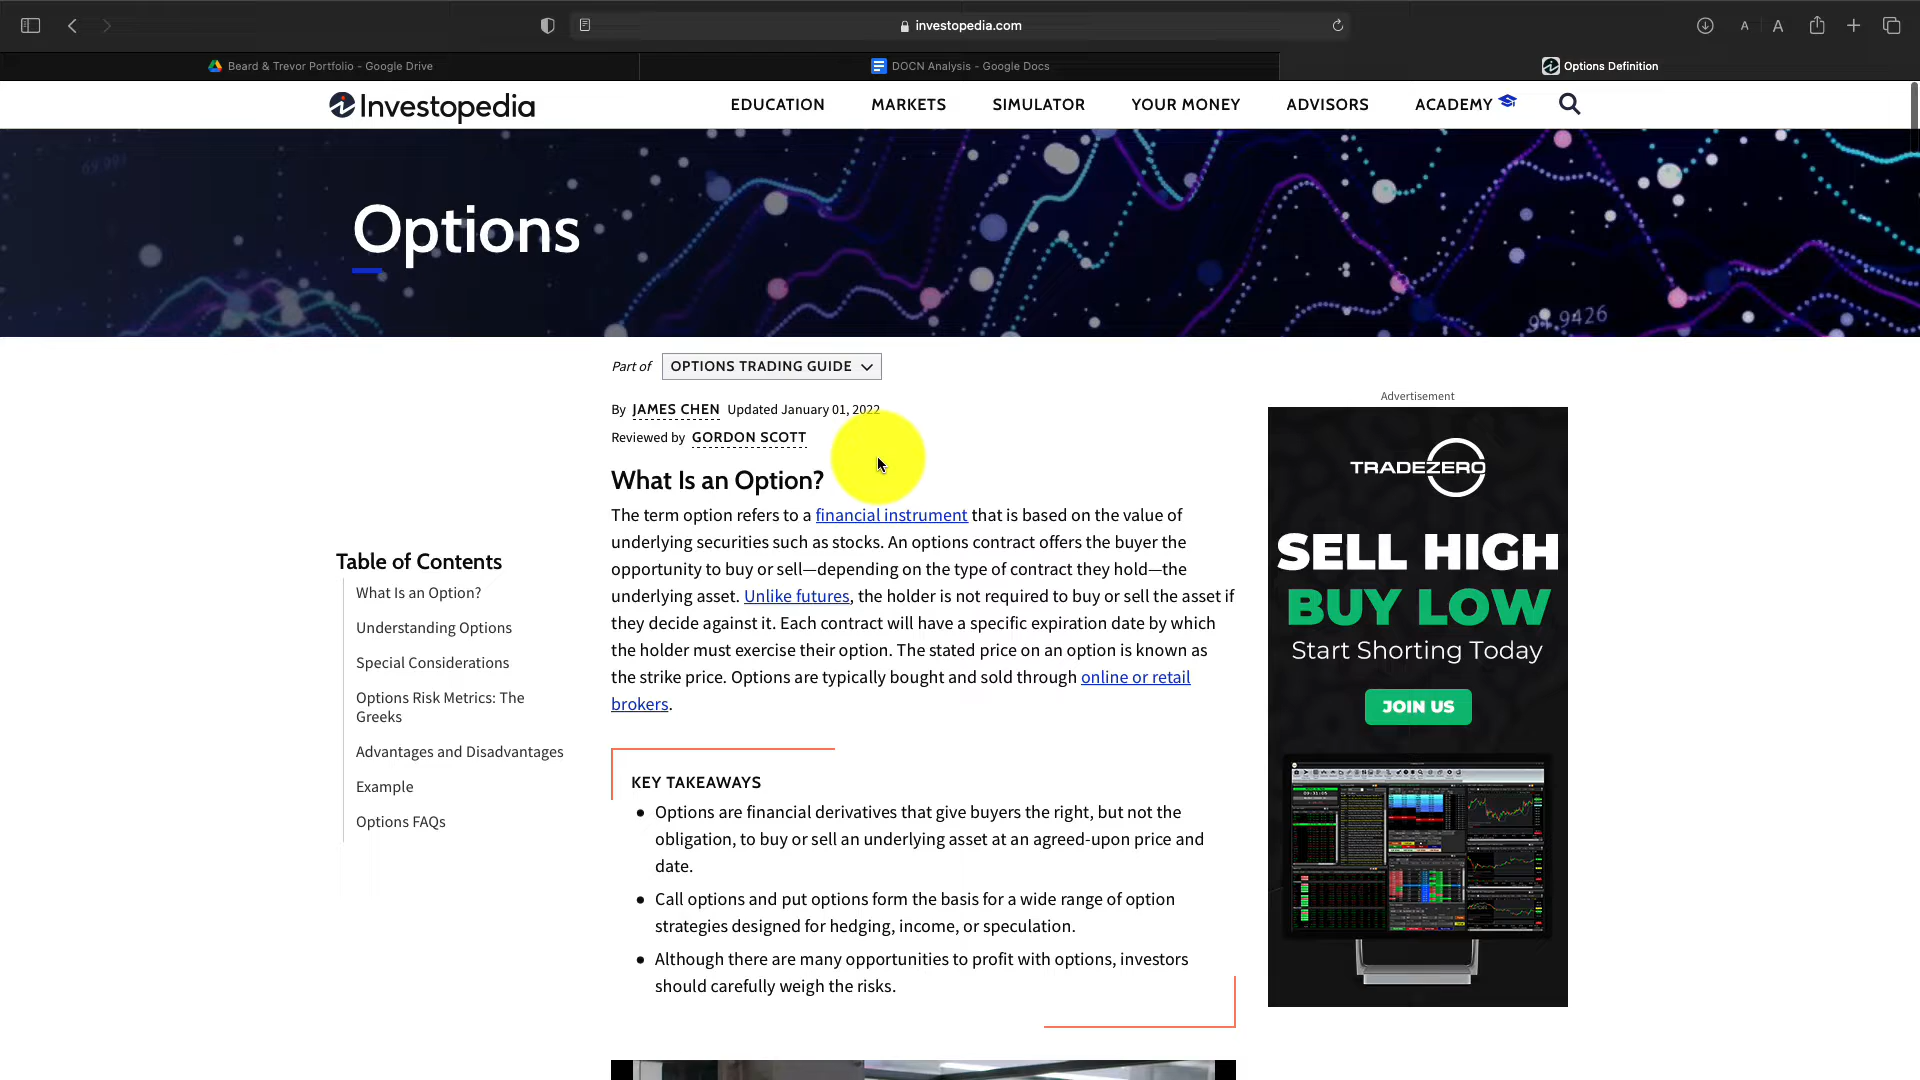 investopedia.com
A A
Beard & Trevor Portfolio - Google Drive
DOCN Analysis - Google Docs
Options Definition
Investopedia
EDUCATION MARKETS SIMULATOR YOUR MONEY ADVISORS ACADEMY
Options
91.9426
Part of OPTIONS TRADING GUIDE
By JAMES CHEN Updated January 01, 2022
Reviewed by GORDON SCOTT
What Is an Option?
The term option refers to a financial instrument that is based on the value of
underlying securities such as stocks. An options contract offers the buyer the
opportunity to buy or sell—depending on the type of contract they hold—the
underlying asset. Unlike futures, the holder is not required to buy or sell the asset if
they decide against it. Each contract will have a specific expiration date by which
the holder must exercise their option. The stated price on an option is known as
the strike price. Options are typically bought and sold through online or retail
brokers.
KEY TAKEAWAYS
Options are financial derivatives that give buyers the right, but not the
obligation, to buy or sell an underlying asset at an agreed-upon price and
date.
Call options and put options form the basis for a wide range of option
strategies designed for hedging, income, or speculation.
Although there are many opportunities to profit with options, investors
should carefully weigh the risks.
Table of Contents
What Is an Option?
Understanding Options
Special Considerations
Options Risk Metrics: The
Greeks
Advantages and Disadvantages
Example
Options FAQs
Advertisement
TRADEZERO
SELL HIGH
BUY LOW
Start Shorting Today
JOIN US